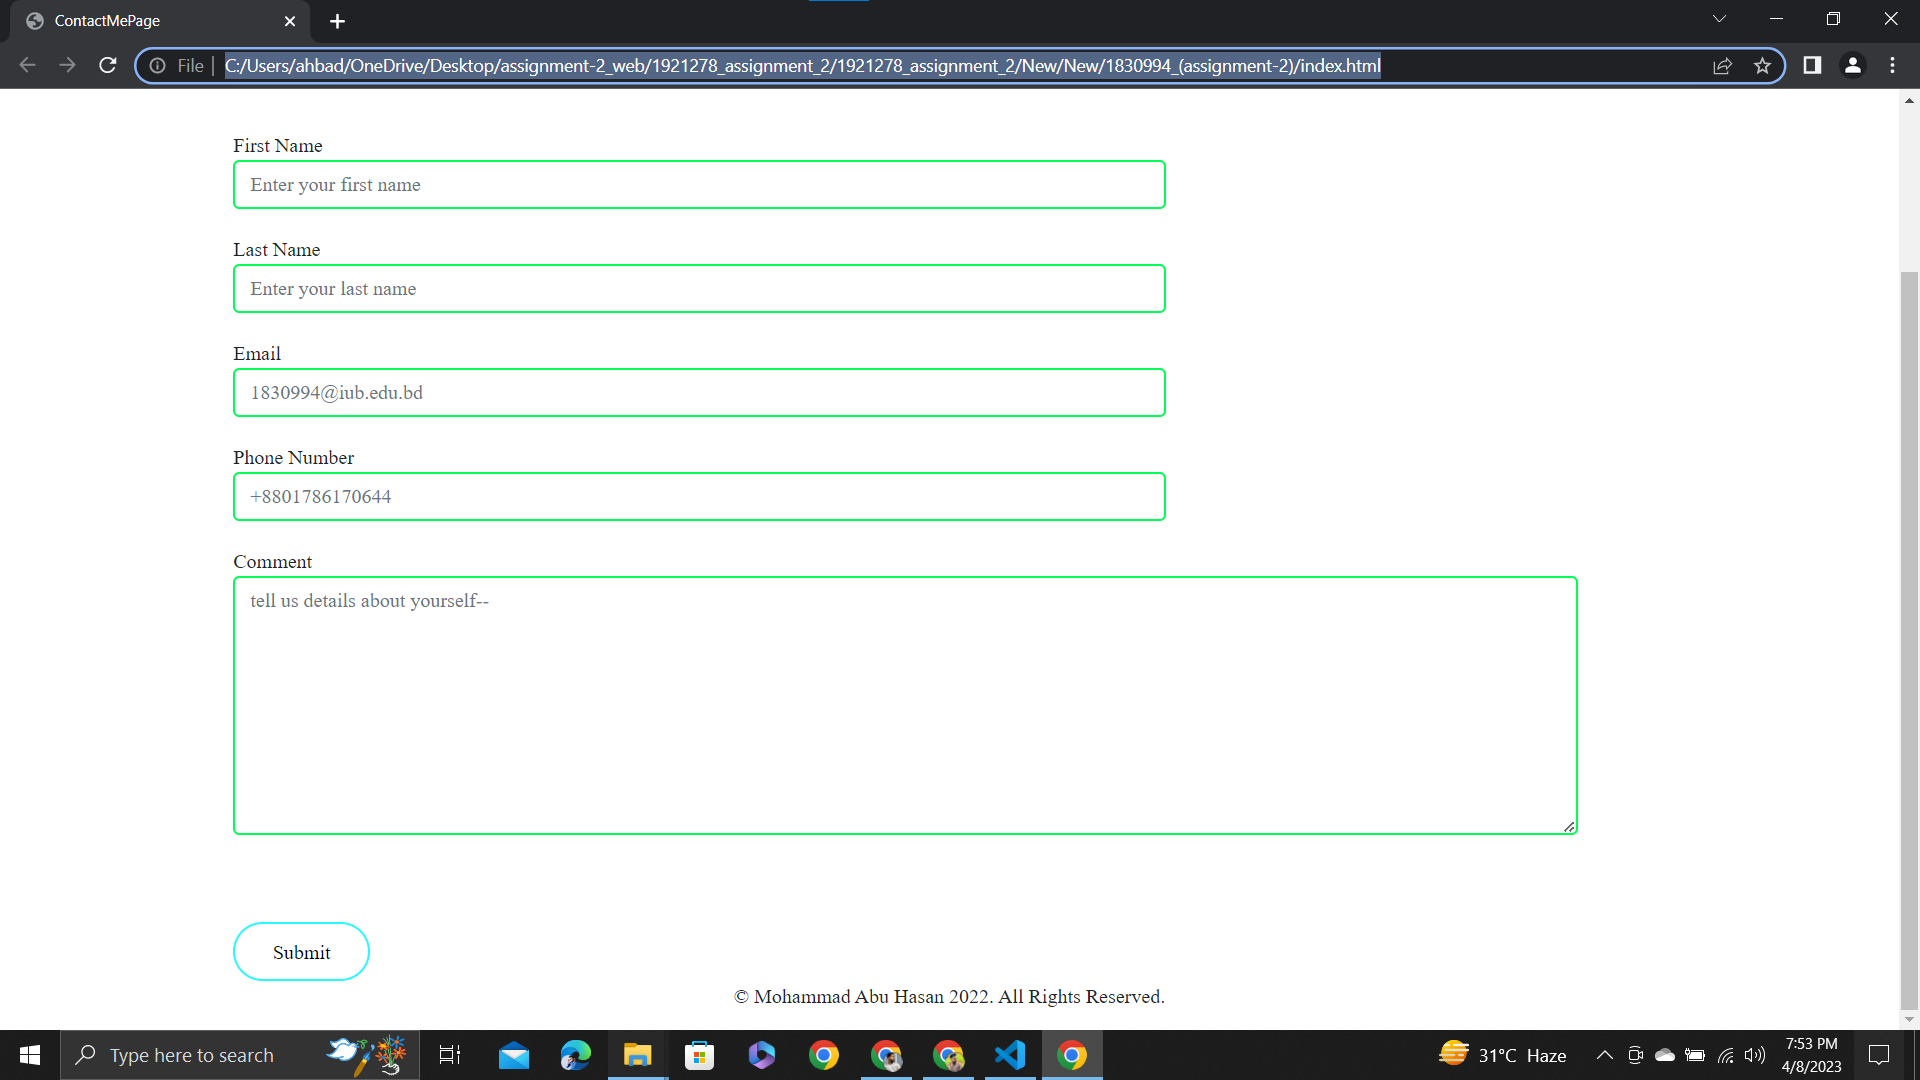 ContactMePage
File
C:/Users/ahbad/OneDrive/Desktop/assignment-2_web/1921278_assignment_2/1921278_assignment_2/New/New/1830994_(assignment-2)/index.html
First Name
Enter your first name
Last Name
Enter your last name
Email
1830994@iub.edu.bd
Phone Number
+8801786170644
Comment
tell us details about yourself--
Submit
© Mohammad Abu Hasan 2022. All Rights Reserved.
Type here to search
31°C Haze
7:53 PM
4/8/2023